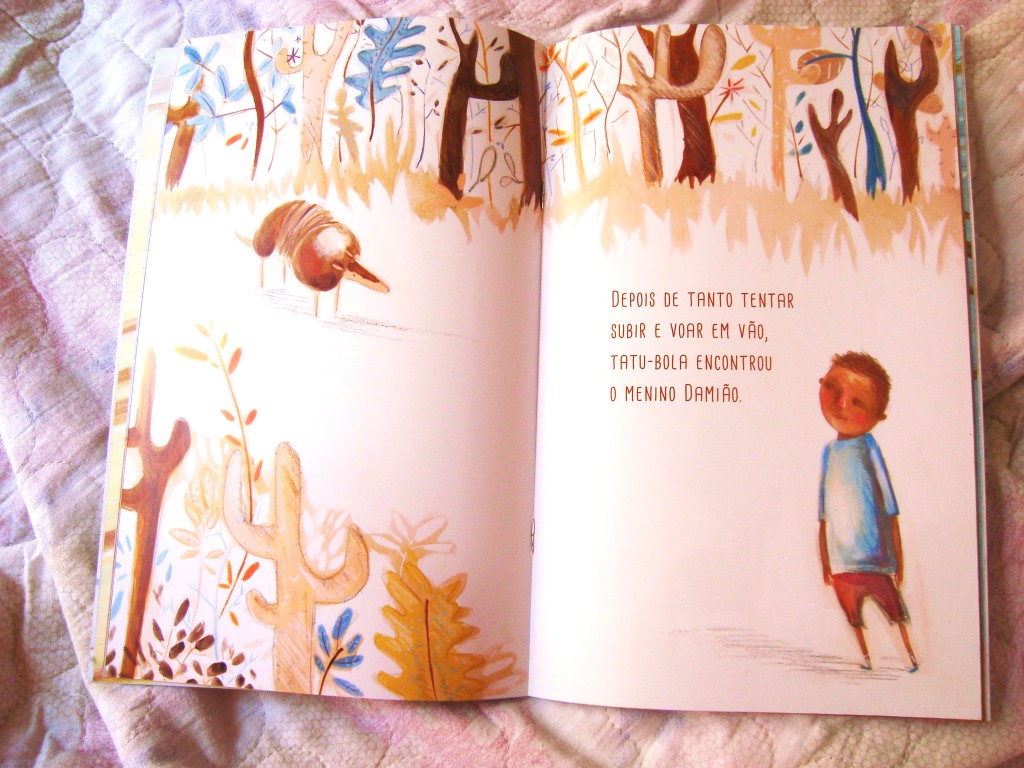 Depois de tanto tentar
subir e voar em vão,
tatu-bola encontrou
o menino Damião.